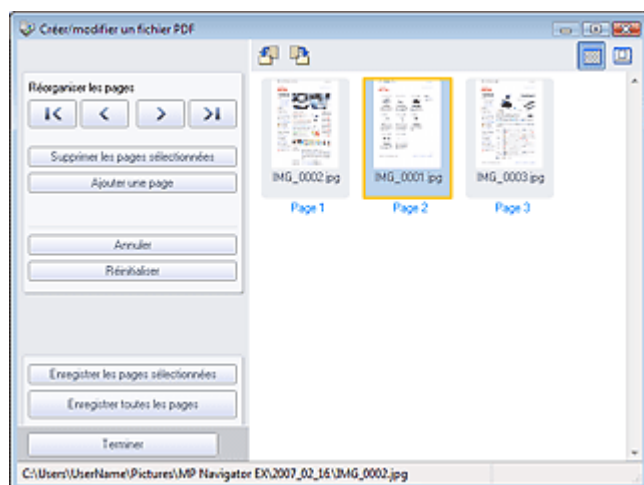 Créer/modifier un fichier PDF
Réorganiser les pages
Supprimer les pages sélectionnées
Ajouter une page
Annuler
Réinitialiser
Enregistrer les pages sélectionnées
Enregistrer toutes les pages
Terminer
IMG_0002.jpg
IMG_0001.jpg
IMG_0003.jpg
Page 1
Page 2
Page 3
C:\Users\UserName\Pictures\MP Navigator EX\2007_02_16\IMG_0002.jpg